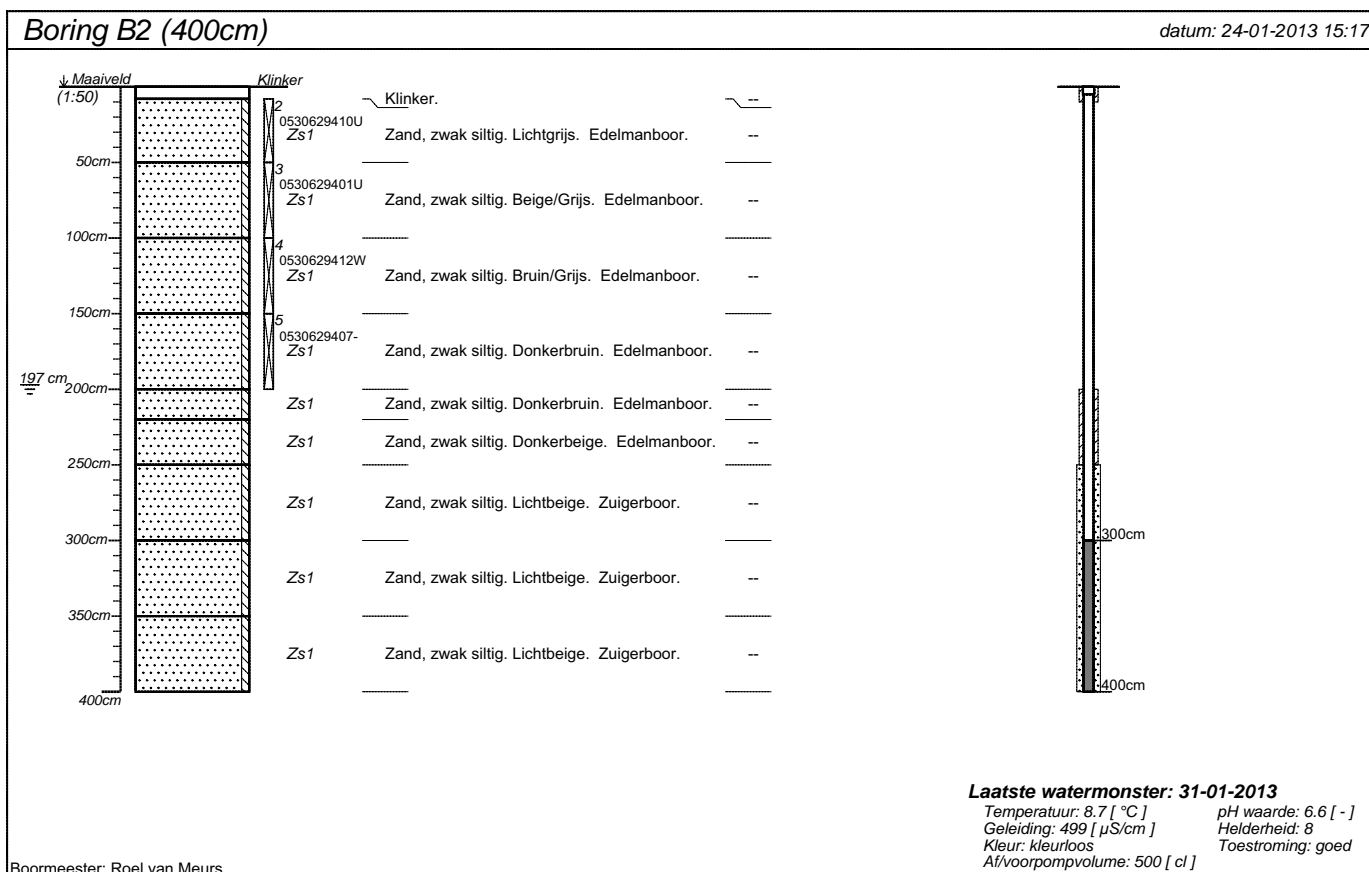 Boring B2 (400cm)
datum: 24-01-2013 15:17
Maaiveld
Klinker
(1:50)
Klinker.
--
2
0530629410U
Zs1
Zand, zwak siltig. Lichtgrijs. Edelmanboor.
--
50cm
3
0530629401U
Zs1
Zand, zwak siltig. Beige/Grijs. Edelmanboor.
--
100cm
4
0530629412W
Zs1
Zand, zwak siltig. Bruin/Grijs. Edelmanboor.
--
150cm
5
0530629407-
Zs1
Zand, zwak siltig. Donkerbruin. Edelmanboor.
--
197 cm
200cm
Zs1
Zand, zwak siltig. Donkerbruin. Edelmanboor.
--
Zs1
Zand, zwak siltig. Donkerbeige. Edelmanboor.
--
250cm
Zs1
Zand, zwak siltig. Lichtbeige. Zuigerboor.
--
300cm
300cm
Zs1
Zand, zwak siltig. Lichtbeige. Zuigerboor.
--
350cm
Zs1
Zand, zwak siltig. Lichtbeige. Zuigerboor.
--
400cm
400cm
Laatste watermonster: 31-01-2013
Temperatuur: 8.7 [ °C ]
pH waarde: 6.6 [ - ]
Geleiding: 499 [ µS/cm ]
Helderheid: 8
Kleur: kleurloos
Toestroming: goed
Af/voorpompvolume: 500 [ cl ]
Boormeester: Roel van Meurs